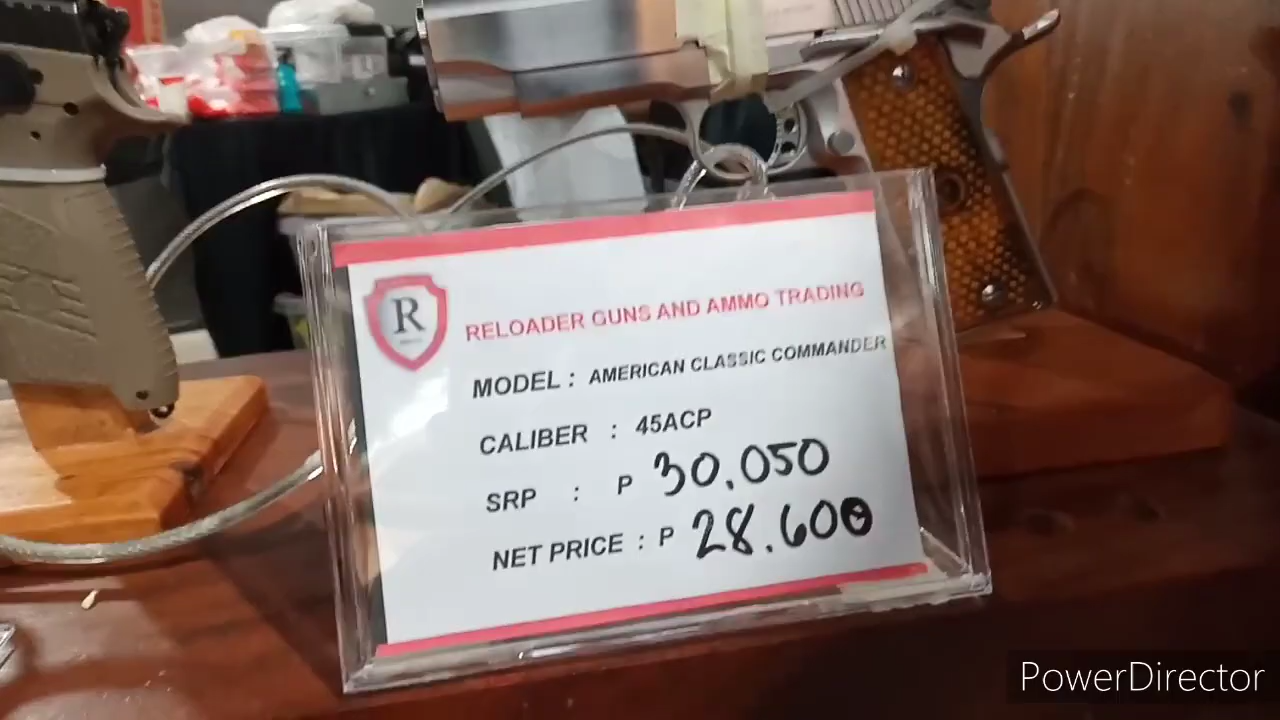 R
RELOADER GUNS AND AMMO TRADING
MODEL : AMERICAN CLASSIC COMMANDER
CALIBER : 45ACP
SRP : P 30,050
NET PRICE : P 28.600
PowerDirector